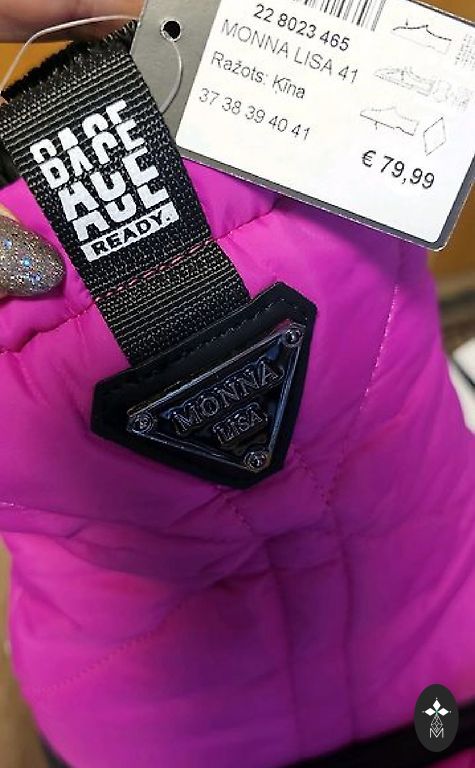 22 8023 465
MONNA LISA 41
Ražots: Ķīna
37 38 39 40 41
€ 79,99
RACE
READY.
MONNA
LISA